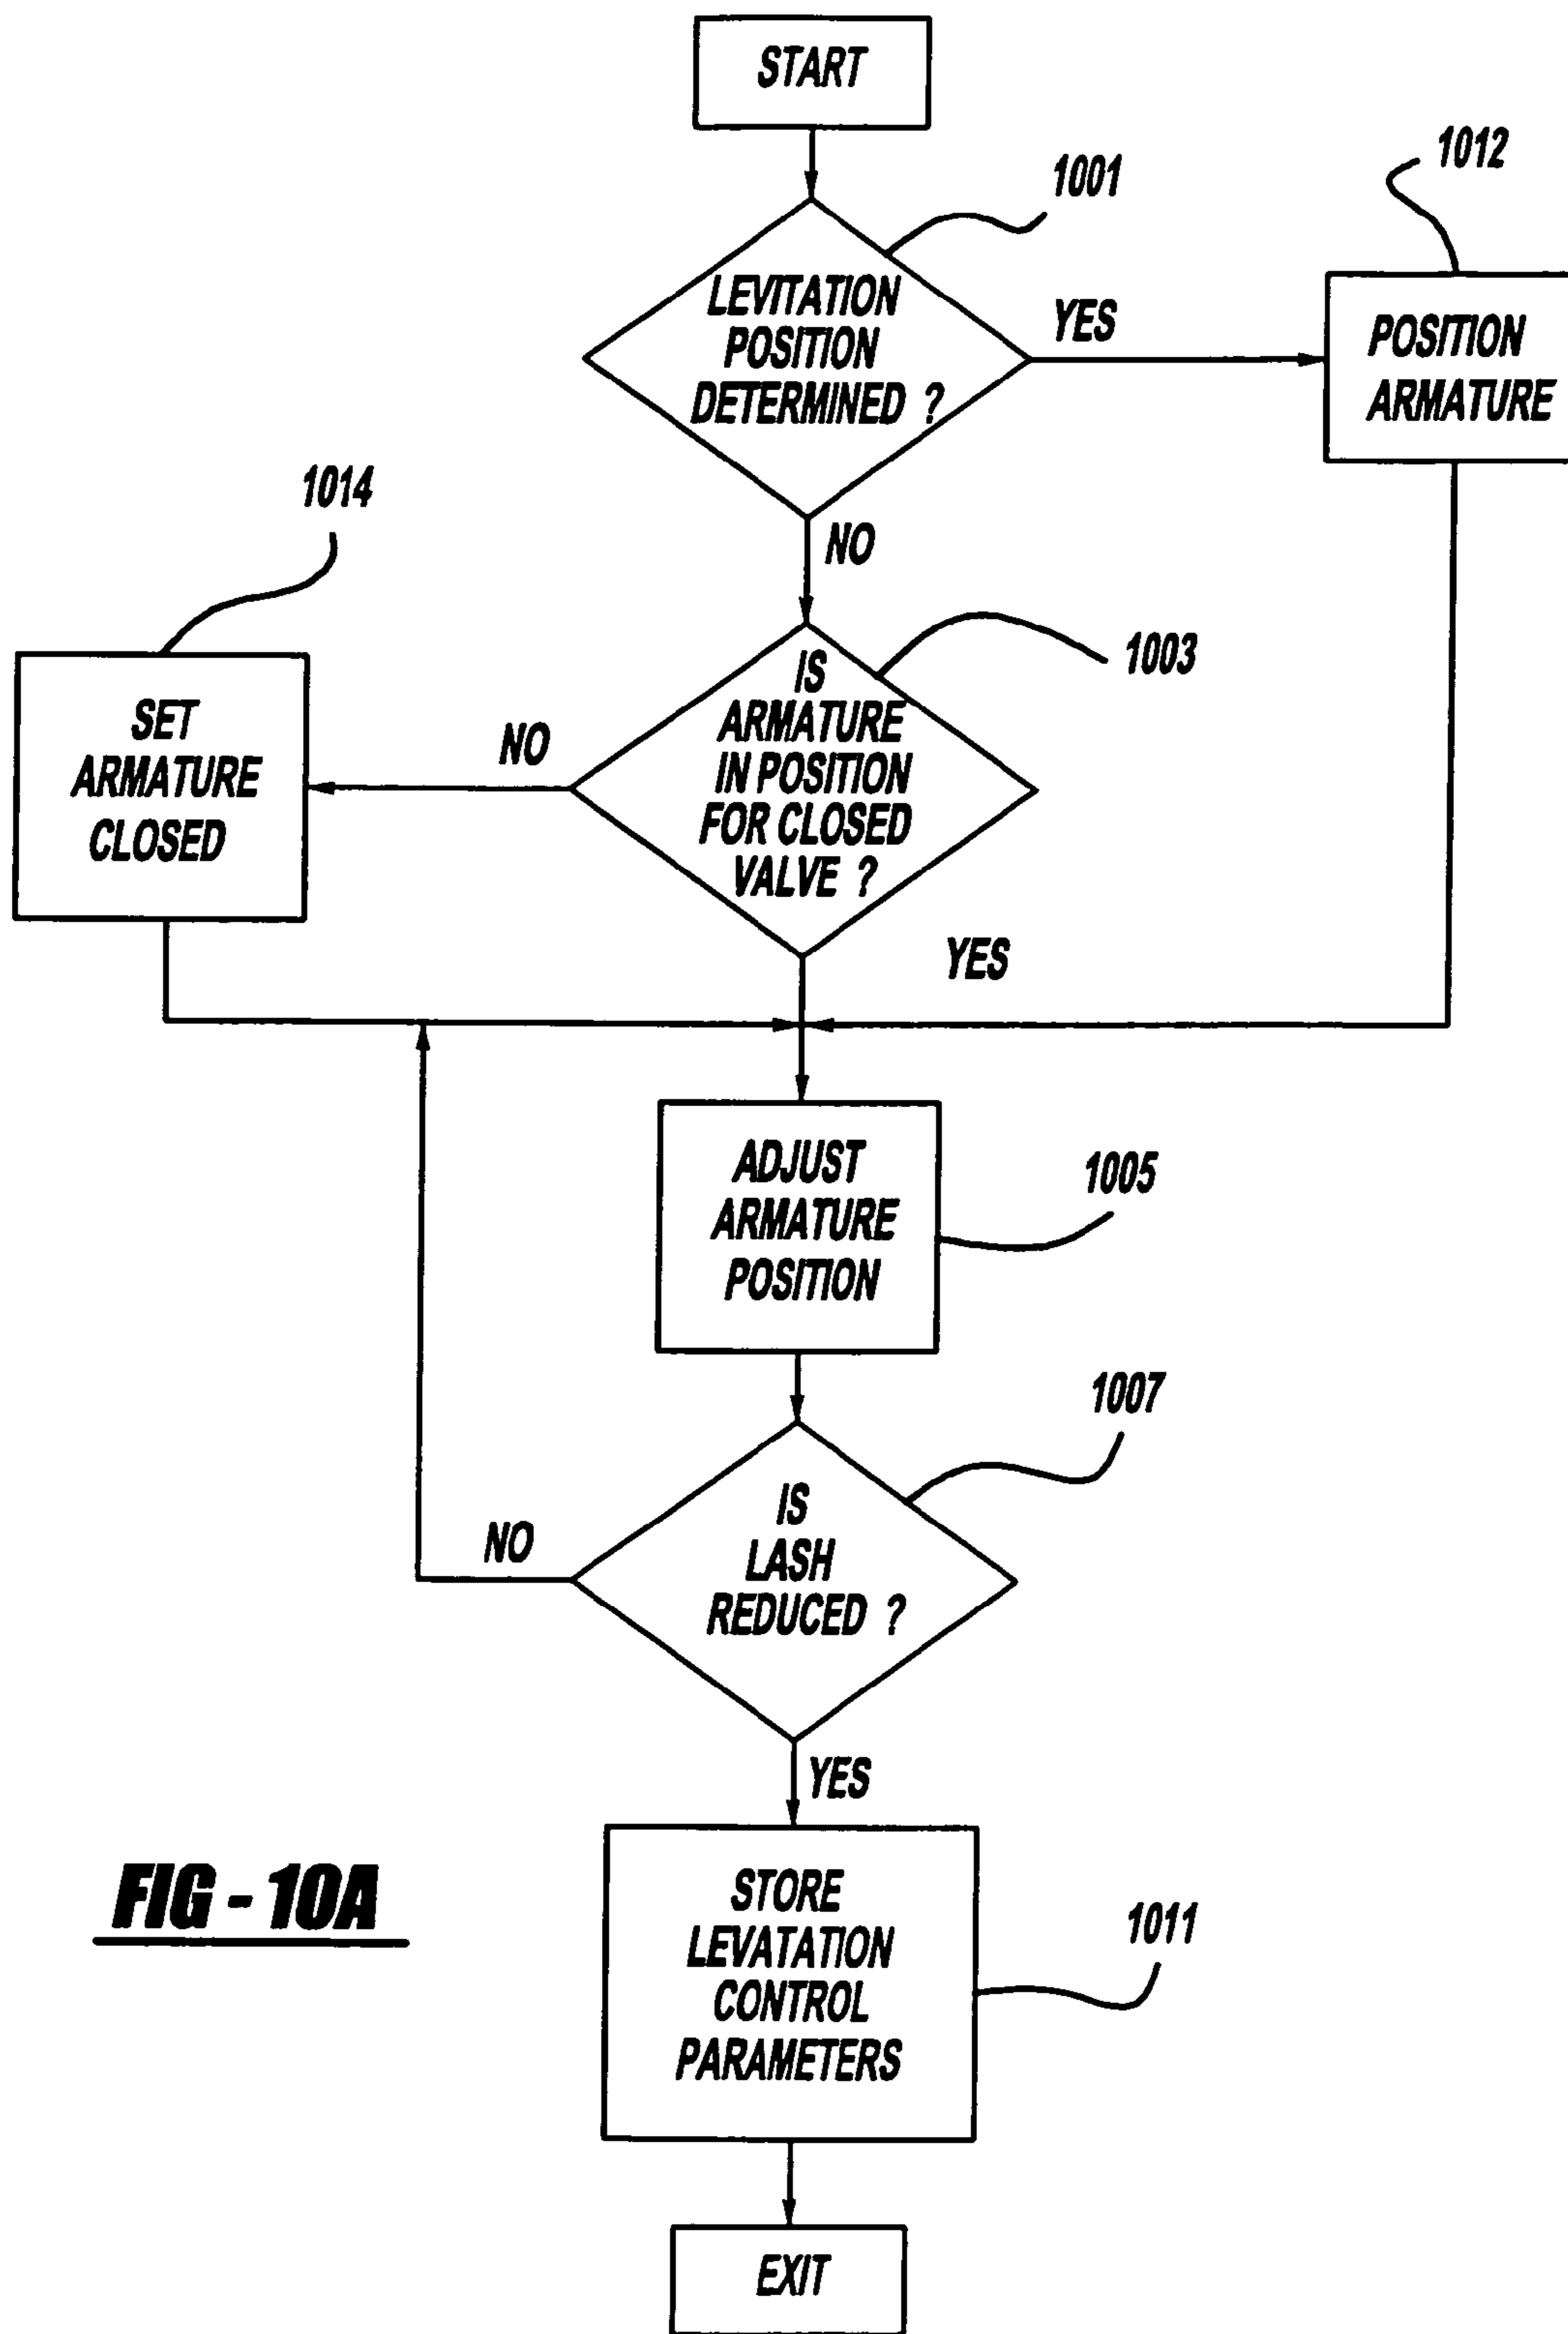 START
1001
1012
LEVITATION
POSITION
DETERMINED ?
YES
POSITION
ARMATURE
1014
NO
1003
SET
ARMATURE
CLOSED
NO
IS
ARMATURE
IN POSITION
FOR CLOSED
VALVE ?
YES
ADJUST
ARMATURE
POSITION
1005
1007
IS
LASH
REDUCED ?
NO
YES
FIG - 10A
STORE
LEVATATION
CONTROL
PARAMETERS
1011
EXIT